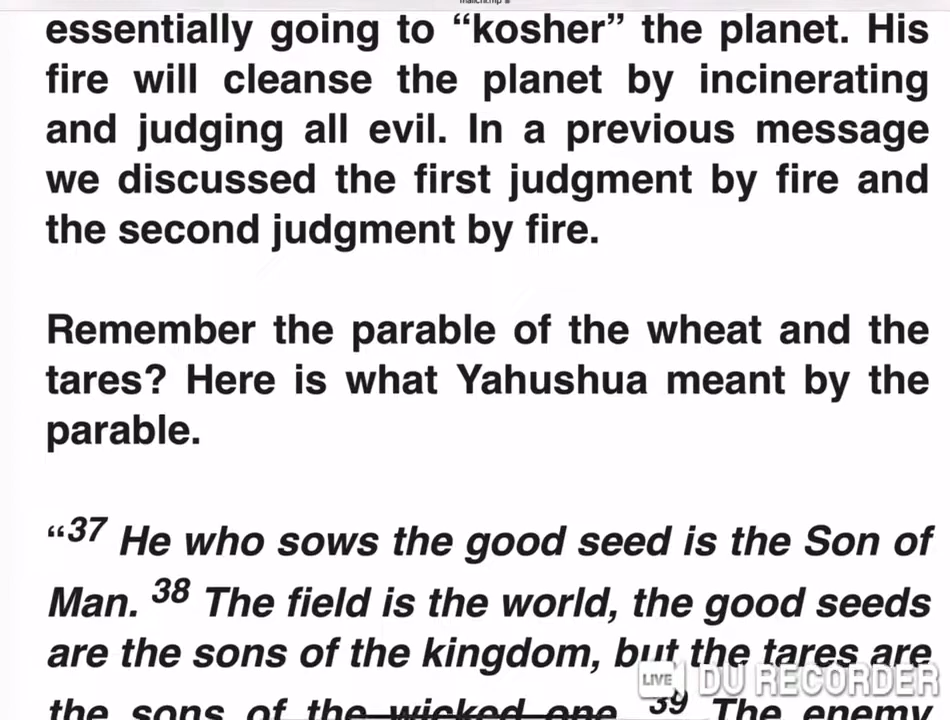 mailchi.mp
essentially going to “kosher” the planet. His
fire will cleanse the planet by incinerating
and judging all evil. In a previous message
we discussed the first judgment by fire and
the second judgment by fire.
Remember the parable of the wheat and the
tares? Here is what Yahushua meant by the
parable.
“37 He who sows the good seed is the Son of
Man. 38 The field is the world, the good seeds
are the sons of the kingdom, but the tares are
the sons of the wicked one. 39 The enemy
LIVE DU RECORDER